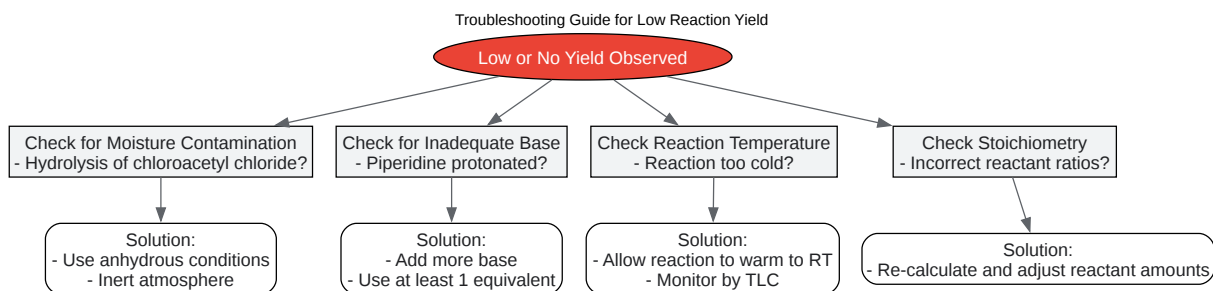 Troubleshooting Guide for Low Reaction Yield
Low or No Yield Observed
Check for Moisture Contamination
- Hydrolysis of chloroacetyl chloride?
Check for Inadequate Base
- Piperidine protonated?
Check Reaction Temperature
- Reaction too cold?
Check Stoichiometry
- Incorrect reactant ratios?
Solution:
- Use anhydrous conditions
- Inert atmosphere
Solution:
- Add more base
- Use at least 1 equivalent
Solution:
- Allow reaction to warm to RT
- Monitor by TLC
Solution:
- Re-calculate and adjust reactant amounts